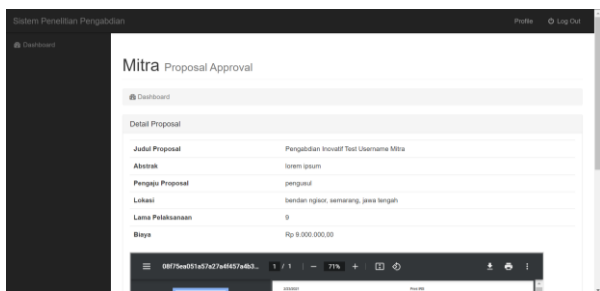 Sistem Penelitian Pengabdian
Profile
Log Out
Dashboard
Mitra Proposal Approval
Dashboard
Detail Proposal
Judul Proposal Pengabdian Inovatif Test Username Mitra
Abstrak lorem ipsum
Pengaju Proposal pengusul
Lokasi bendan ngisor, semarang, jawa tengah
Lama Pelaksanaan 9
Biaya Rp 9.000.000,00
08f75ea051a57a27a4f457a4b3... 1 / 1 71%